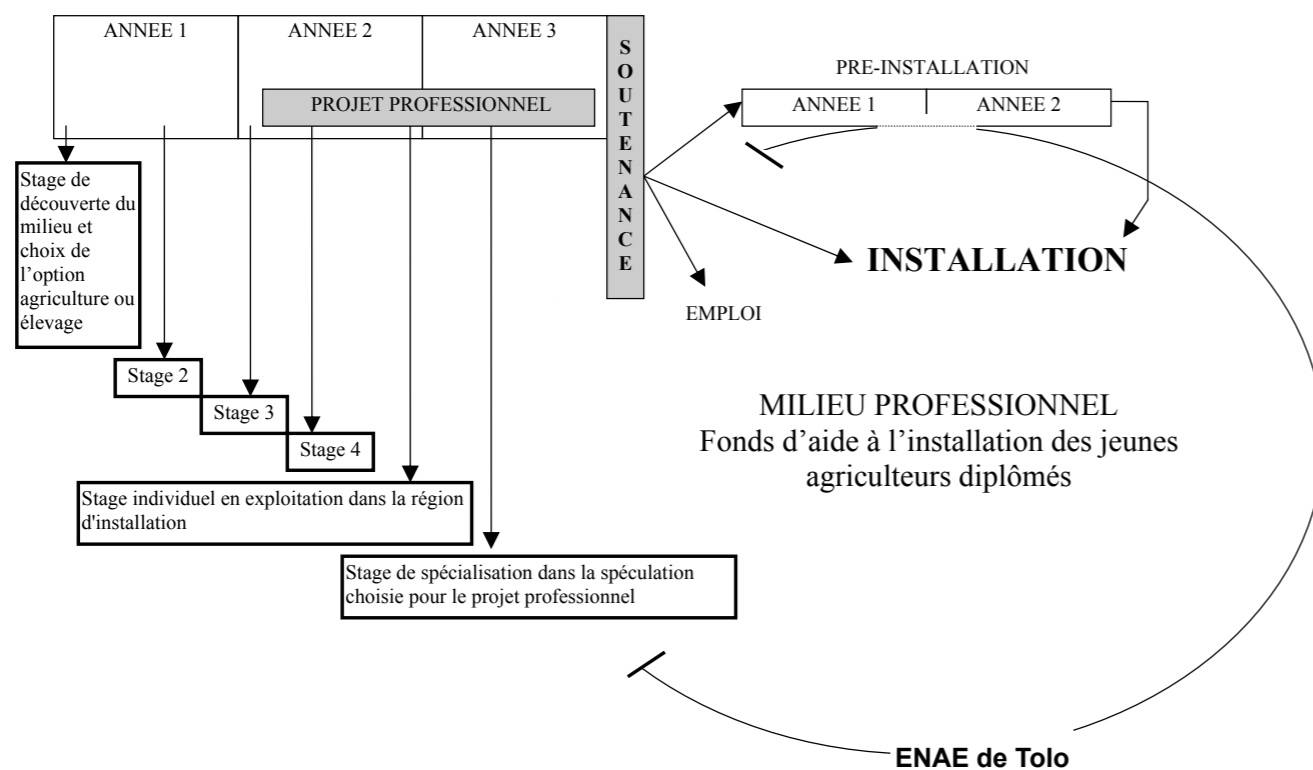 ANNEE 1
ANNEE 2
ANNEE 3
PROJET PROFESSIONNEL
SOUTENANCE
PRE-INSTALLATION
ANNEE 1
ANNEE 2
Stage de
découverte du
milieu et
choix de
l’option
agriculture ou
élevage
INSTALLATION
EMPLOI
Stage 2
Stage 3
Stage 4
MILIEU PROFESSIONNEL
Fonds d’aide à l’installation des jeunes
agriculteurs diplômés
Stage individuel en exploitation dans la région
d'installation
Stage de spécialisation dans la spéculation
choisie pour le projet professionnel
ENAE de Tolo